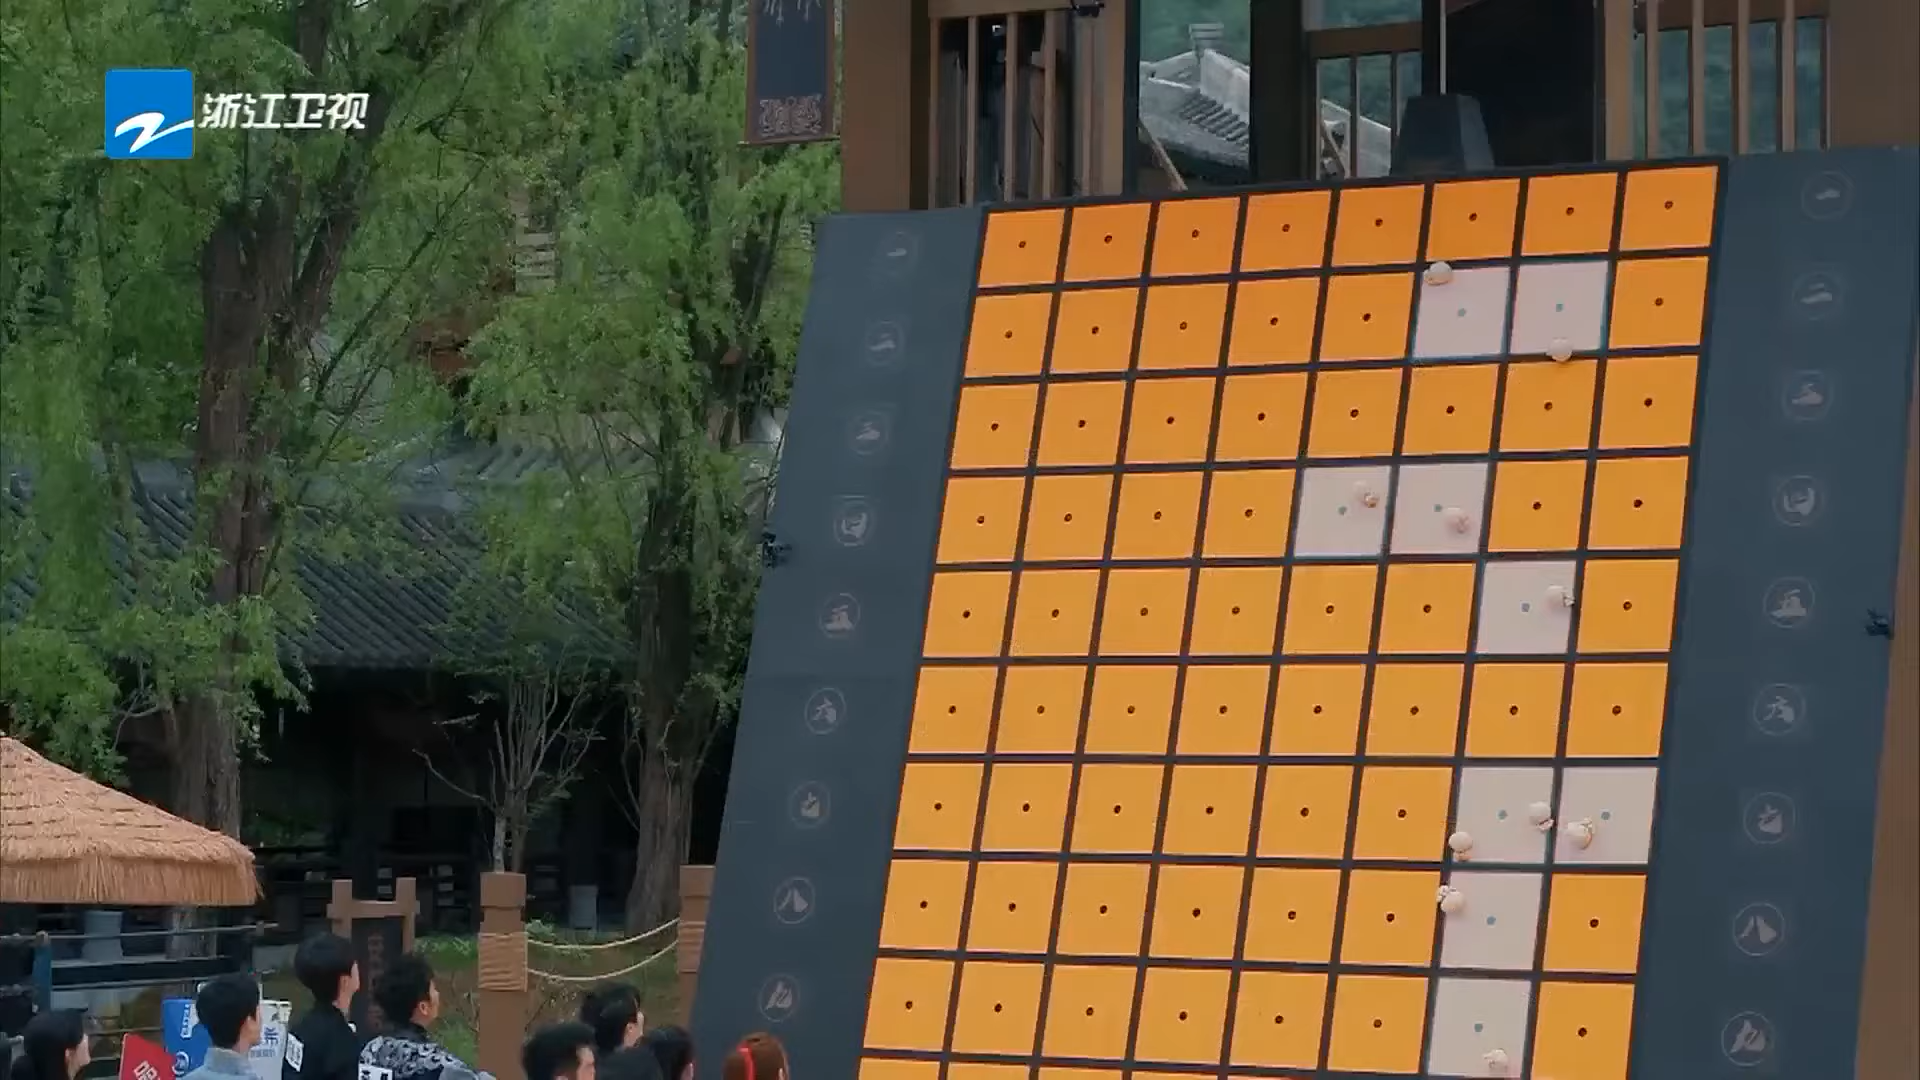 浙江卫视
一
一
二
二
三
三
四
四
五
五
六
六
七
七
八
八
九
九